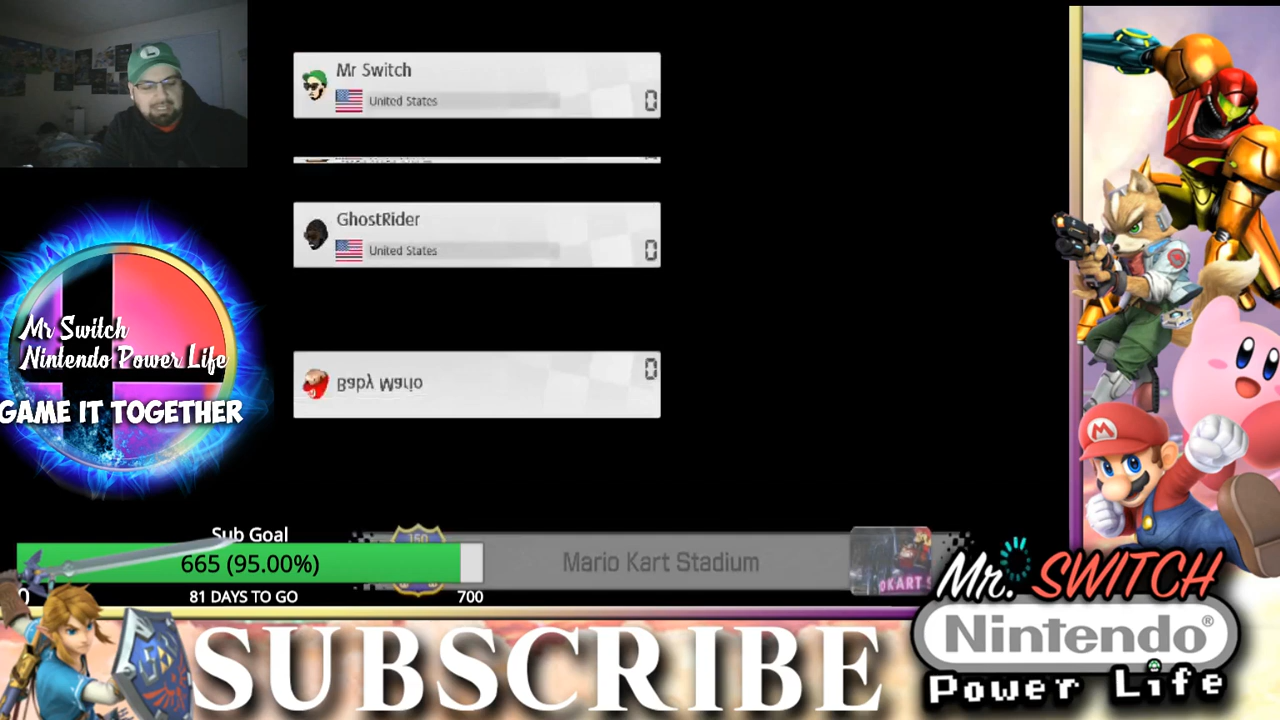 Mr Switch
United States
0
GhostRider
United States
0
Baby Mario
0
Mr Switch
Nintendo Power Life
GAME IT TOGETHER
Sub Goal
150
665 (95.00%)
Mario Kart Stadium
0
81 DAYS TO GO
700
SUBSCRIBE
Mr. SWITCH
Nintendo®
Power Life